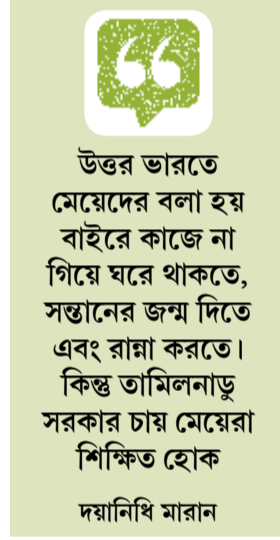 উত্তর ভারতে
মেয়েদের বলা হয়
বাইরে কাজে না
গিয়ে ঘরে থাকতে,
সন্তানের জন্ম দিতে
এবং রান্না করতে।
কিন্তু তামিলনাড়ু
সরকার চায় মেয়েরা
শিক্ষিত হোক
দয়ানিধি মারান